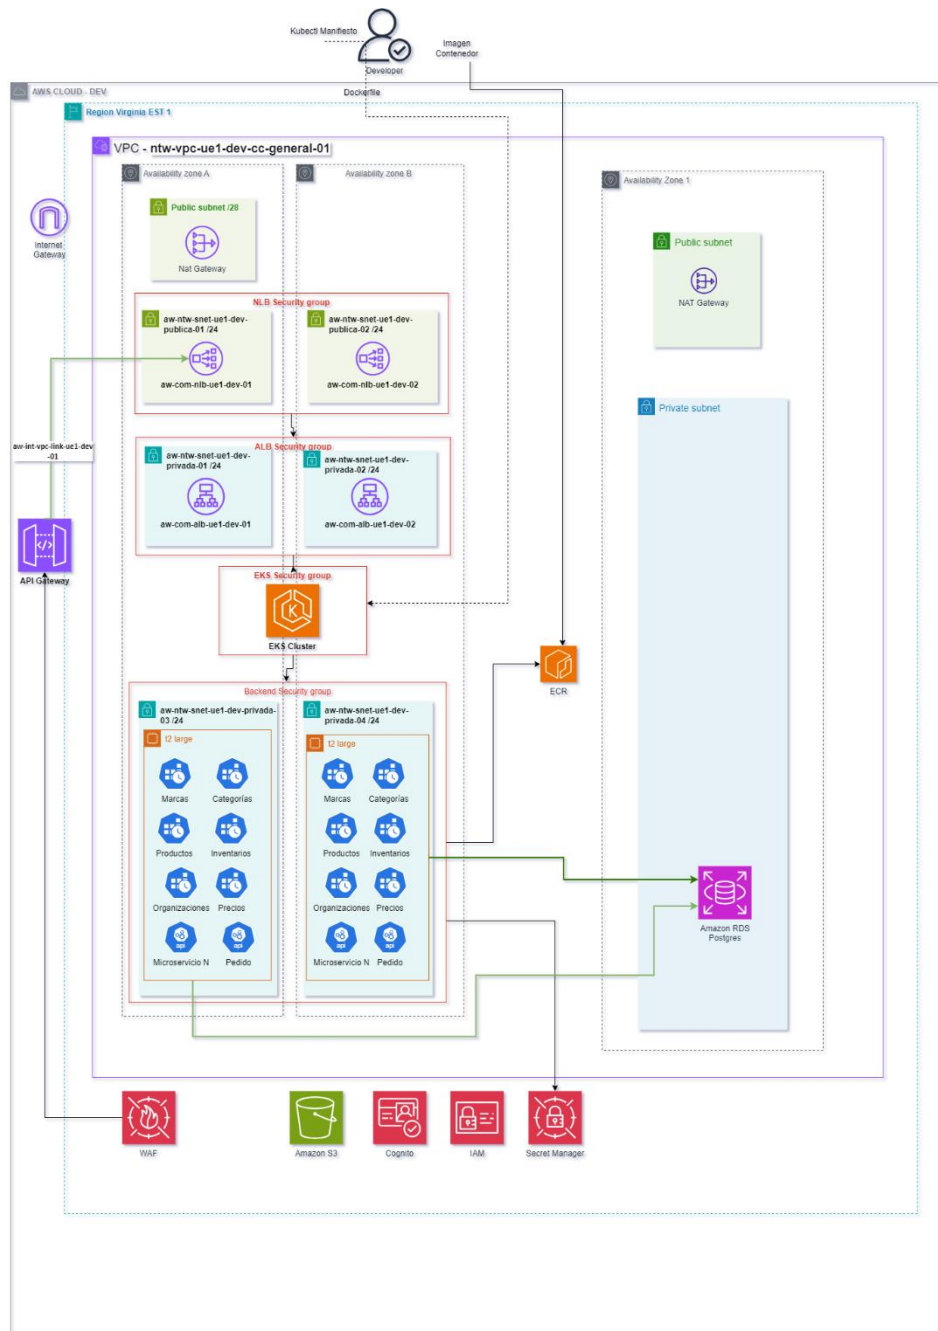 Kubectl Manifiesto
Imagen
Contenedor
Developer
Dockerfile
AWS CLOUD - DEV
Region Virginia EST 1
VPC - ntw-vpc-ue1-dev-cc-general-01
Availability zone A
Availability zone B
Availability Zone 1
Public subnet /28
Nat Gateway
Internet
Gateway
Public subnet
NAT Gateway
NLB Security group
aw-ntw-snet-ue1-dev-
publica-01 /24
aw-com-nlb-ue1-dev-01
aw-ntw-snet-ue1-dev-
publica-02 /24
aw-com-nlb-ue1-dev-02
Private subnet
aw-int-vpc-link-ue1-dev
-01
ALB Security group
aw-ntw-snet-ue1-dev-
privada-01 /24
aw-com-alb-ue1-dev-01
aw-ntw-snet-ue1-dev-
privada-02 /24
aw-com-alb-ue1-dev-02
API Gateway
EKS Security group
EKS Cluster
ECR
Backend Security group
aw-ntw-snet-ue1-dev-privada-
03 /24
t2 large
Marcas
Categorías
Productos
Inventarios
Organizaciones
Precios
Microservicio N
Pedido
aw-ntw-snet-ue1-dev-
privada-04 /24
t2 large
Marcas
Categorías
Productos
Inventarios
Organizaciones
Precios
Microservicio N
Pedido
Amazon RDS
Postgres
WAF
Amazon S3
Cognito
IAM
Secret Manager